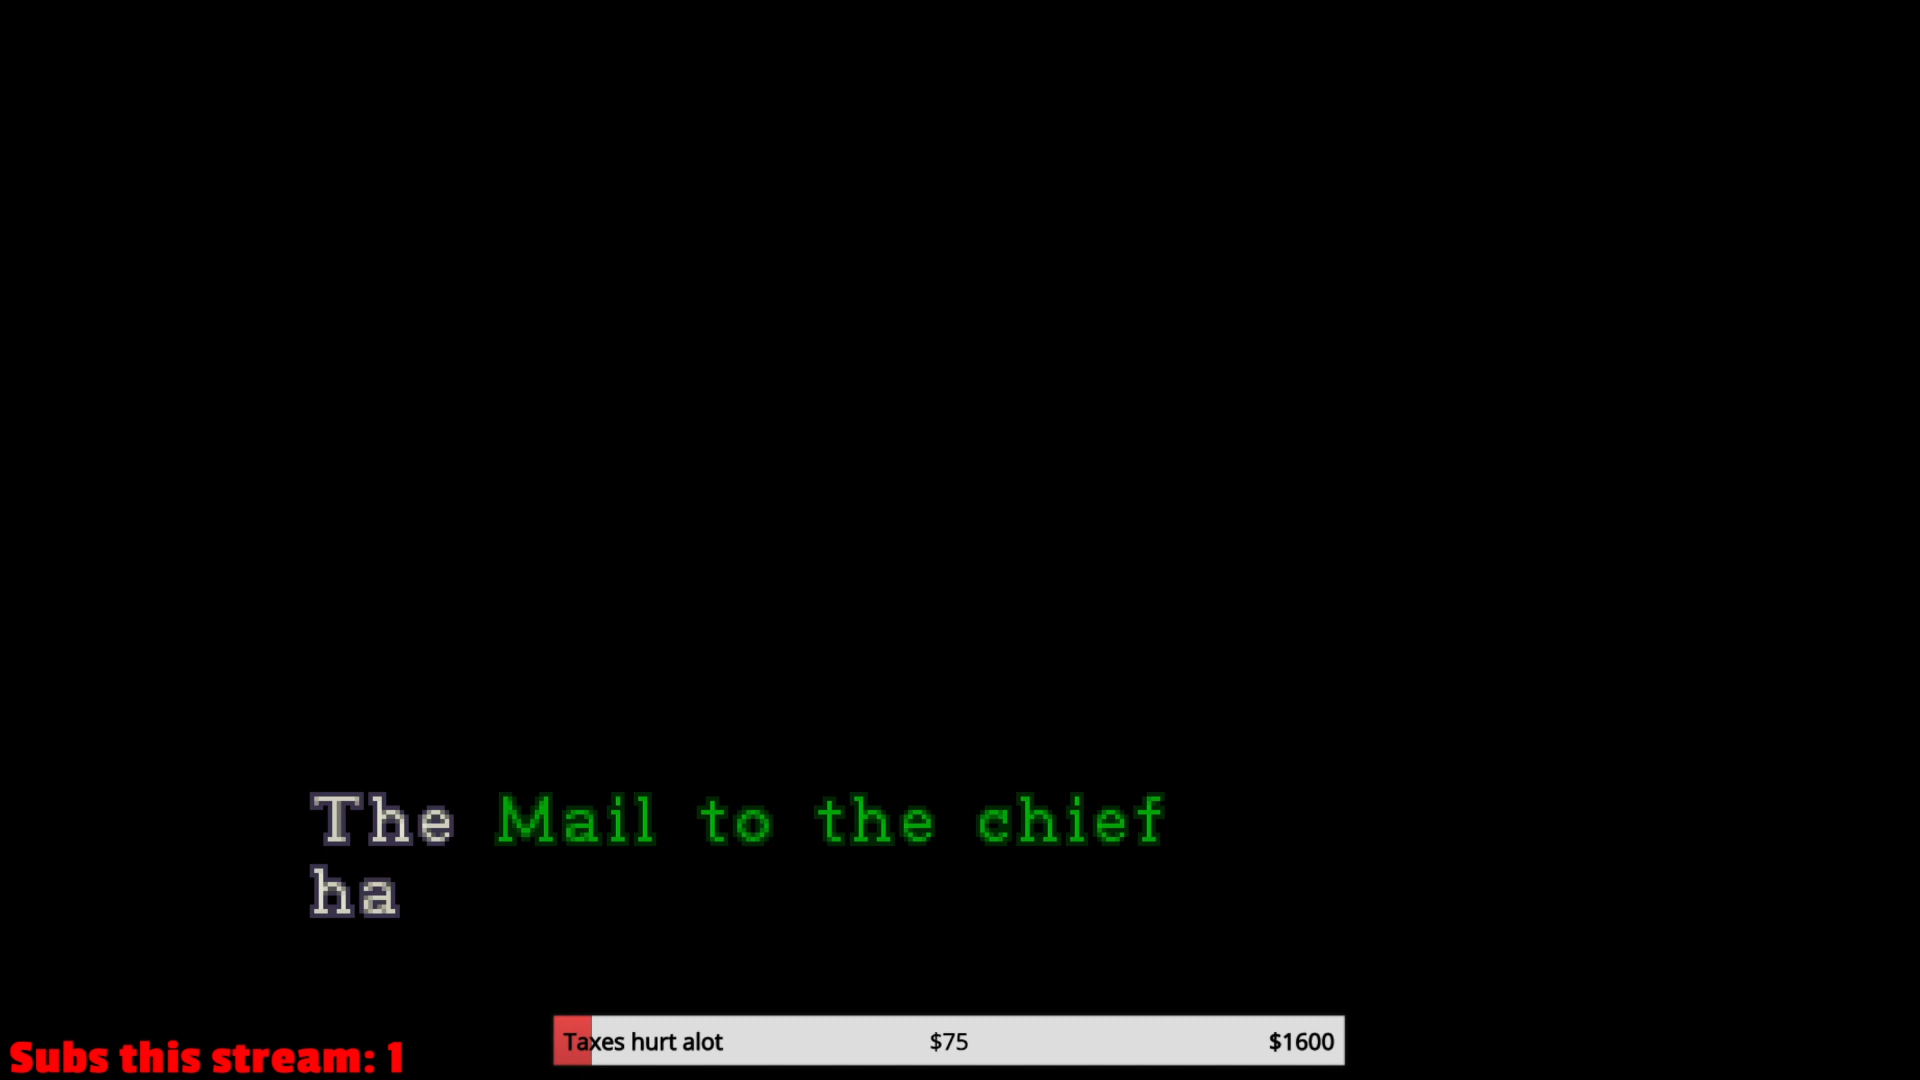 The Mail to the chief
ha
Taxes hurt alot $75 $1600
Subs this stream: 1